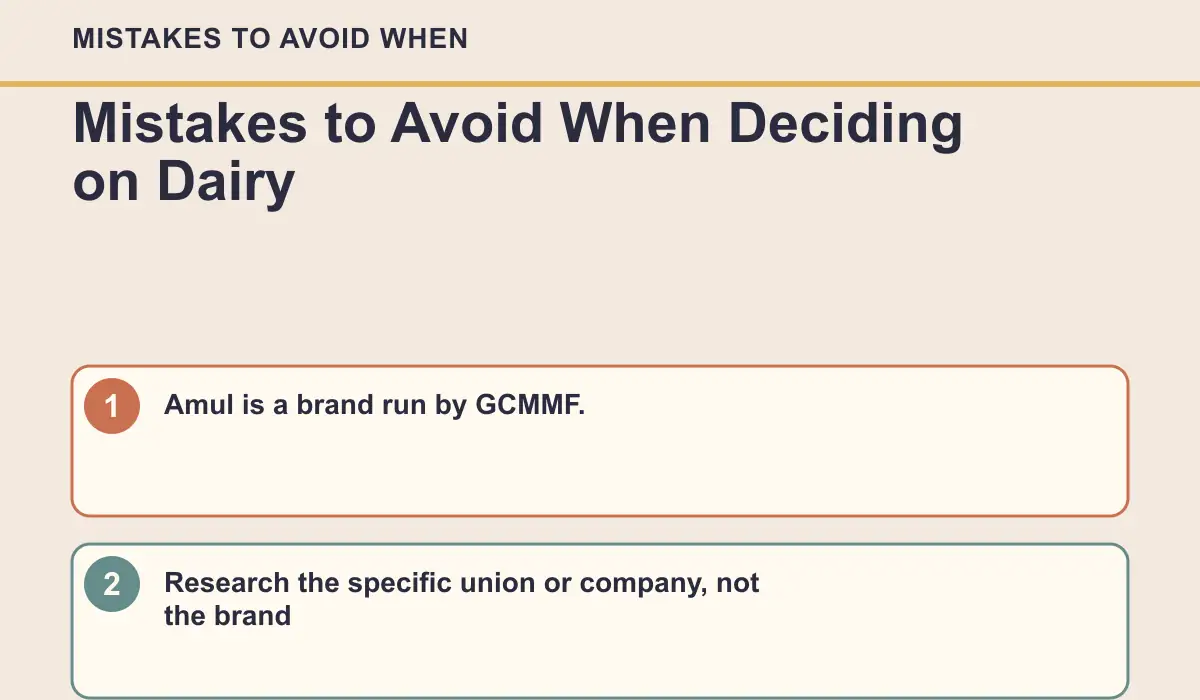 MISTAKES TO AVOID WHEN
Mistakes to Avoid When Deciding
on Dairy
1
Amul is a brand run by GCMMF.
2
Research the specific union or company, not
the brand